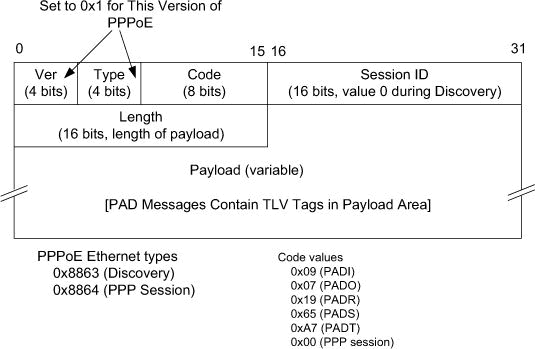 Set to 0x1 for This Version of
PPPoE
0 15 16 31
Ver Type Code Session ID
(4 bits) (4 bits) (8 bits) (16 bits, value 0 during Discovery)
Length
(16 bits, length of payload)
Payload (variable)
[PAD Messages Contain TLV Tags in Payload Area]
PPPoE Ethernet types
0x8863 (Discovery)
0x8864 (PPP Session)
Code values
0x09 (PADI)
0x07 (PADO)
0x19 (PADR)
0x65 (PADS)
0xA7 (PADT)
0x00 (PPP session)